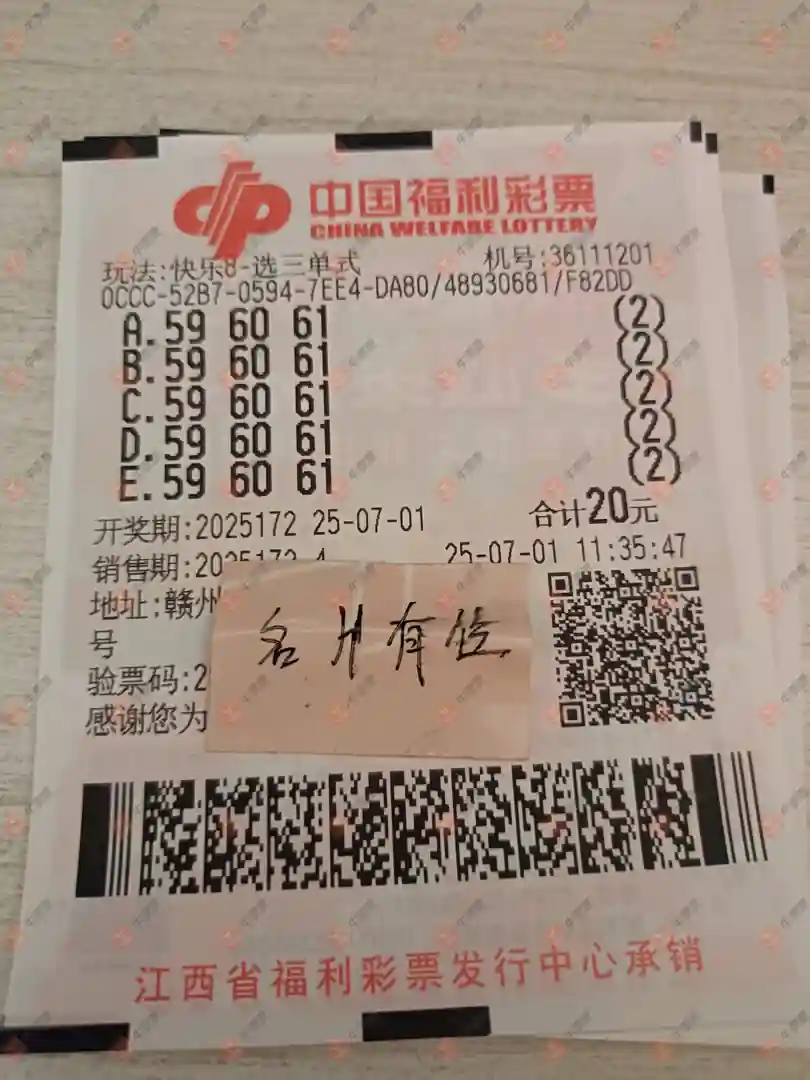 中国福利彩票
CHINA WELFARE LOTTERY
玩法:快乐8-选三单式 机号:36111201
0CCC-52B7-0594-7EE4-DA80/48930681/F82DD
A.59 60 61 (2)
B.59 60 61 (2)
C.59 60 61 (2)
D.59 60 61 (2)
E.59 60 61 (2)
开奖期:2025172 25-07-01 合计20元
销售期:2025172-4 25-07-01 11:35:47
地址:赣州
号
验票码:2
感谢您为
名片有位
江西省福利彩票发行中心承销